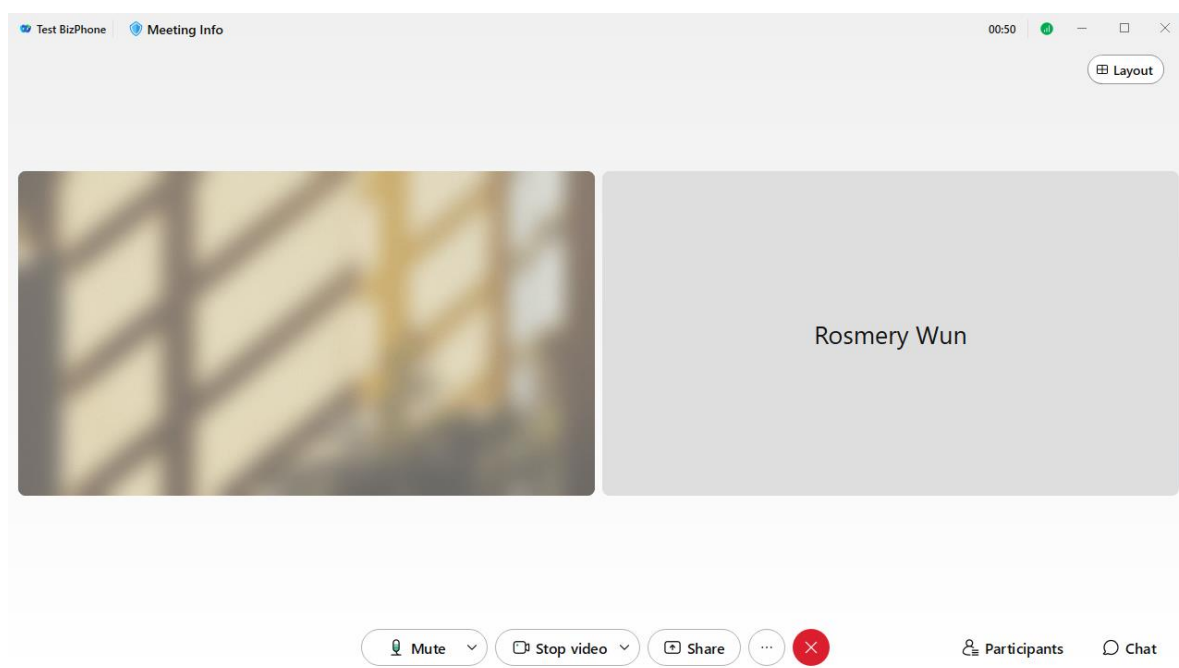 Test BizPhone Meeting Info 00:50
Layout
Rosmery Wun
Mute Stop video Share ... Participants Chat